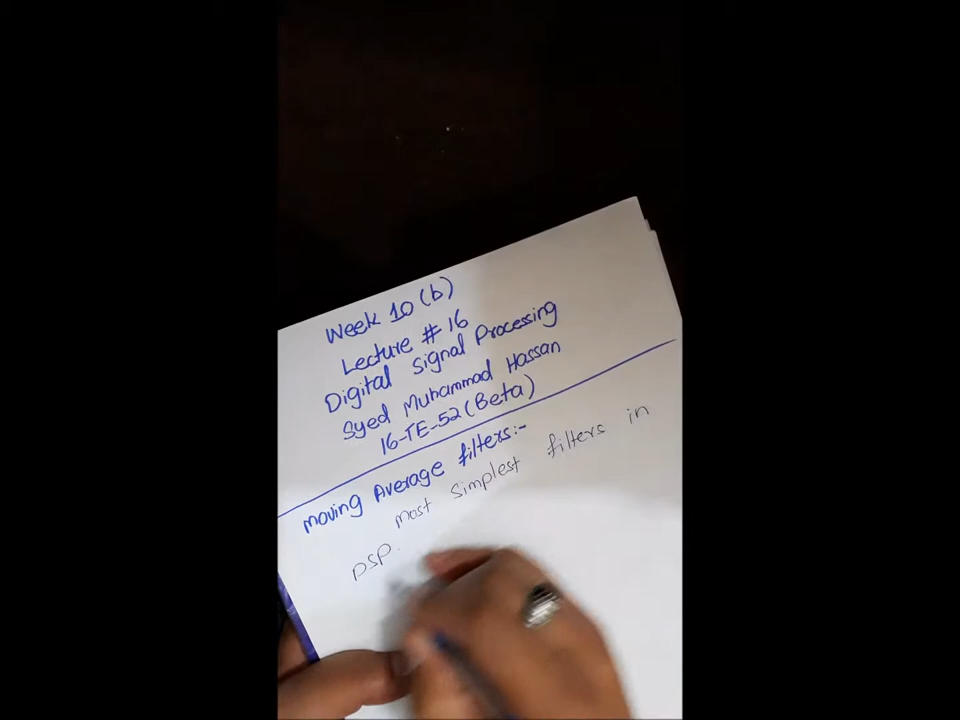 Week 10 (b)
Lecture # 16
Digital Signal Processing
Syed Muhammad Hassan
16-TE-52 (Beta)
Moving Average filters:-
Most simplest filters in
DSP.